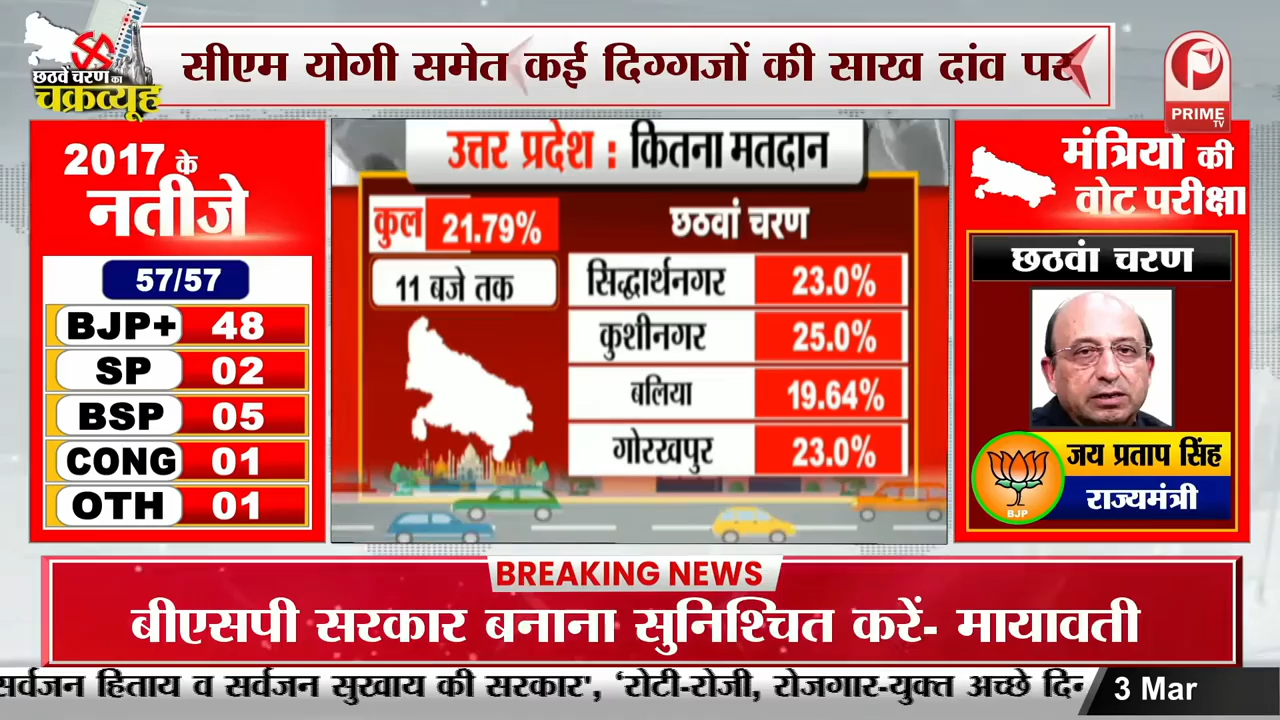 छठवें चरण का
चक्रव्यूह
सीएम योगी समेत कई दिग्गजों की साख दांव पर
PRIME
TV
2017 के
नतीजे
57/57
BJP+ 48
SP 02
BSP 05
CONG 01
OTH 01
उत्तर प्रदेश : कितना मतदान
कुल 21.79%
11 बजे तक
छठवां चरण
सिद्धार्थनगर 23.0%
कुशीनगर 25.0%
बलिया 19.64%
गोरखपुर 23.0%
मंत्रियों की
वोट परीक्षा
छठवां चरण
BJP
जय प्रताप सिंह
राज्यमंत्री
BREAKING NEWS
बीएसपी सरकार बनाना सुनिश्चित करें- मायावती
सर्वजन हिताय व सर्वजन सुखाय की सरकार', 'रोटी-रोजी, रोजगार-युक्त अच्छे दिन
3 Mar